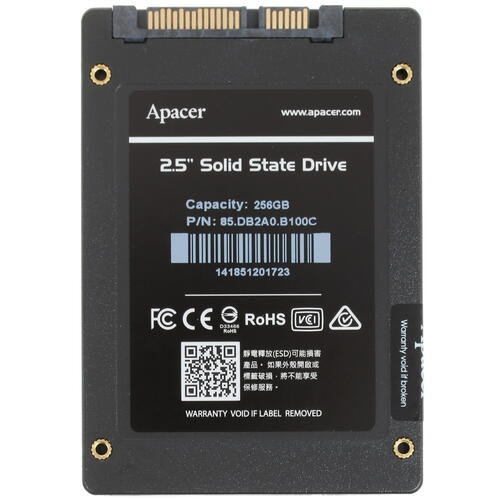 Apacer
www.apacer.com
2.5" Solid State Drive
Capacity: 256GB
P/N: 85.DB2A0.B100C
141851201723
FC CE D33466 RoHS RoHS VCI
靜電釋放(ESD)可能損害
產品。如果外殼開啟或
標籤破損,將不能享受
保修服務。
WARRANTY VOID IF LABEL REMOVED
Apacer
Warranty void if broken